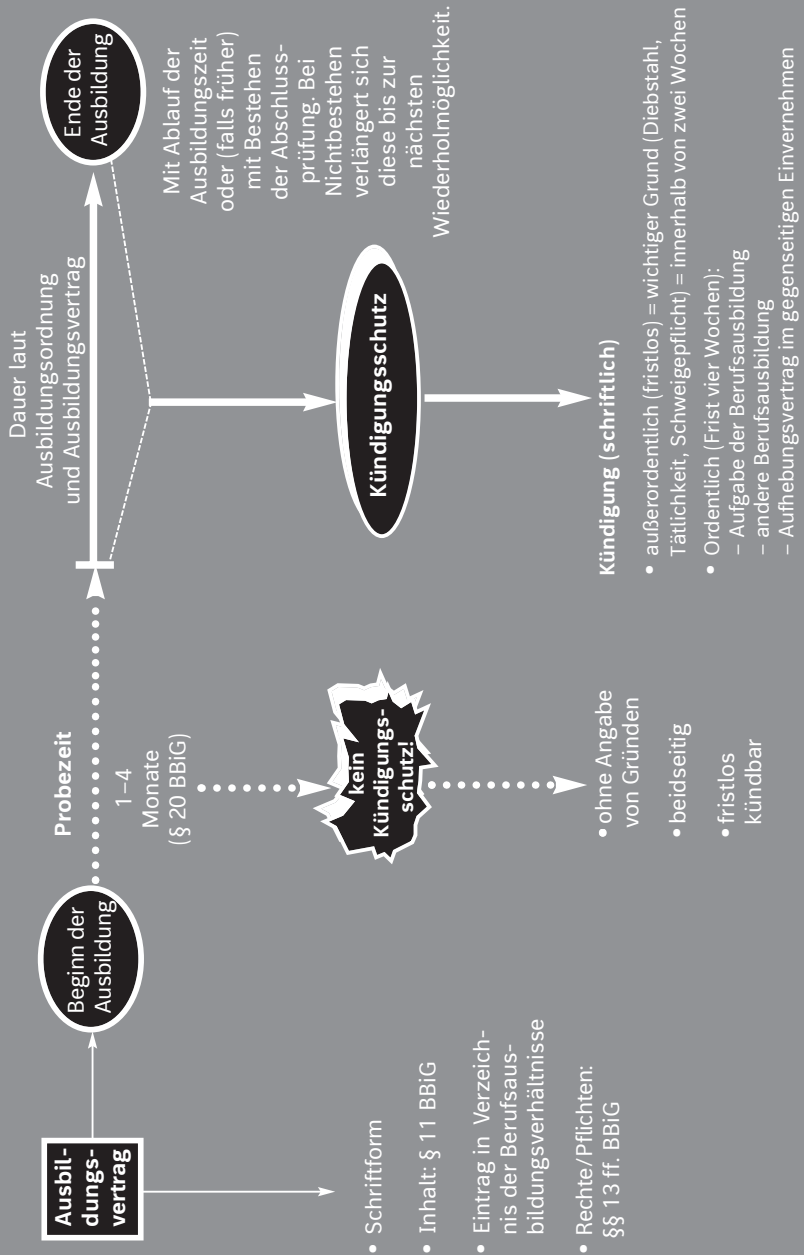 Ausbil-
dungs-
vertrag
• Schriftform
• Inhalt: § 11 BBiG
• Eintrag in Verzeich-
nis der Berufsaus-
bildungsverhältnisse
• Rechte/Pflichten:
§§ 13 ff. BBiG
Beginn der
Ausbildung
Probezeit
1–4
Monate
(§ 20 BBiG)
kein
Kündigungs-
schutz!
• ohne Angabe
von Gründen
• beidseitig
• fristlos
kündbar
Dauer laut
Ausbildungsordnung
und Ausbildungsvertrag
Kündigungsschutz
Kündigung (schriftlich)
• außerordentlich (fristlos) = wichtiger Grund (Diebstahl,
Tätlichkeit, Schweigepflicht) = innerhalb von zwei Wochen
• Ordentlich (Frist vier Wochen):
– Aufgabe der Berufsausbildung
– andere Berufsausbildung
– Aufhebungsvertrag im gegenseitigen Einvernehmen
Ende der
Ausbildung
Mit Ablauf der
Ausbildungszeit
oder (falls früher)
mit Bestehen
der Abschluss-
prüfung. Bei
Nichtbestehen
verlängert sich
diese bis zur
nächsten
Wiederholmöglichkeit.